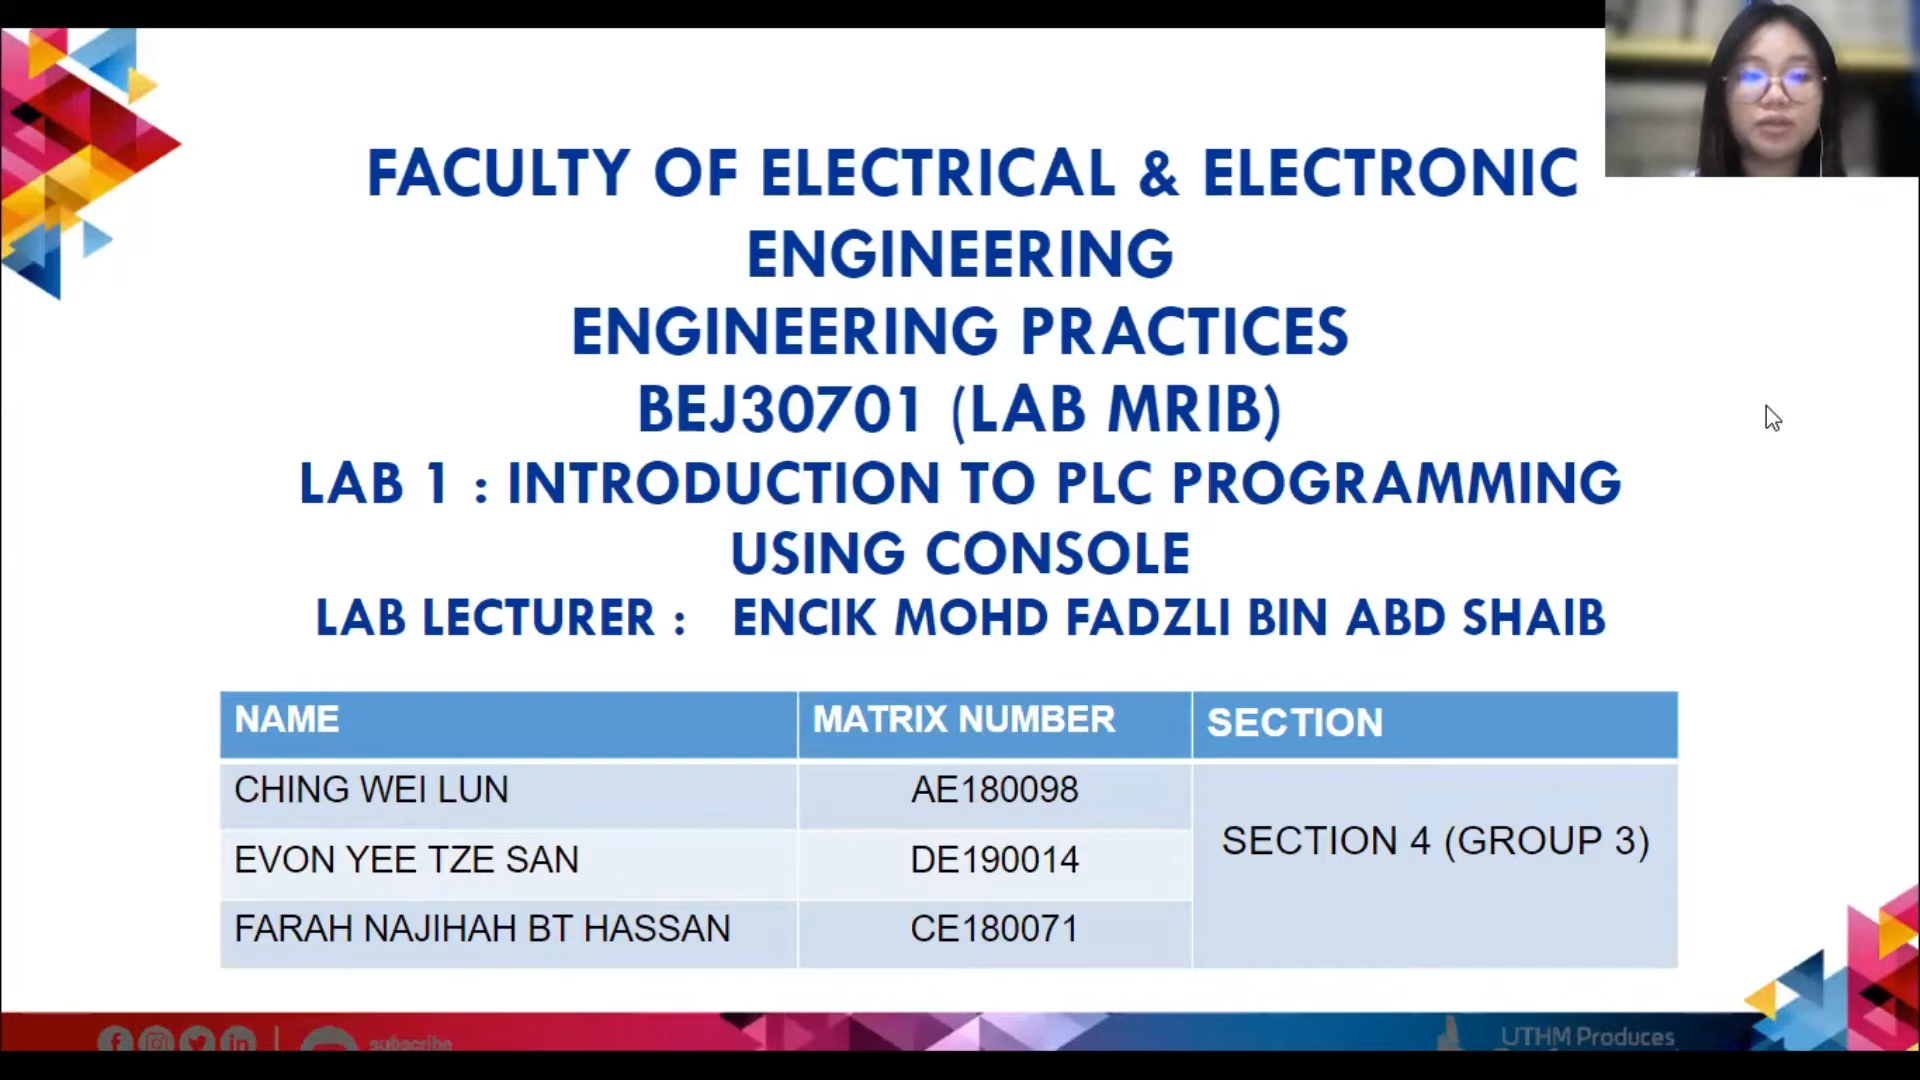 FACULTY OF ELECTRICAL & ELECTRONIC
ENGINEERING
ENGINEERING PRACTICES
BEJ30701 (LAB MRIB)
LAB 1 : INTRODUCTION TO PLC PROGRAMMING
USING CONSOLE
LAB LECTURER : ENCIK MOHD FADZLI BIN ABD SHAIB
NAME MATRIX NUMBER SECTION
CHING WEI LUN AE180098
SECTION 4 (GROUP 3)
EVON YEE TZE SAN DE190014
FARAH NAJIHAH BT HASSAN CE180071
subscribe
UTHM Produces